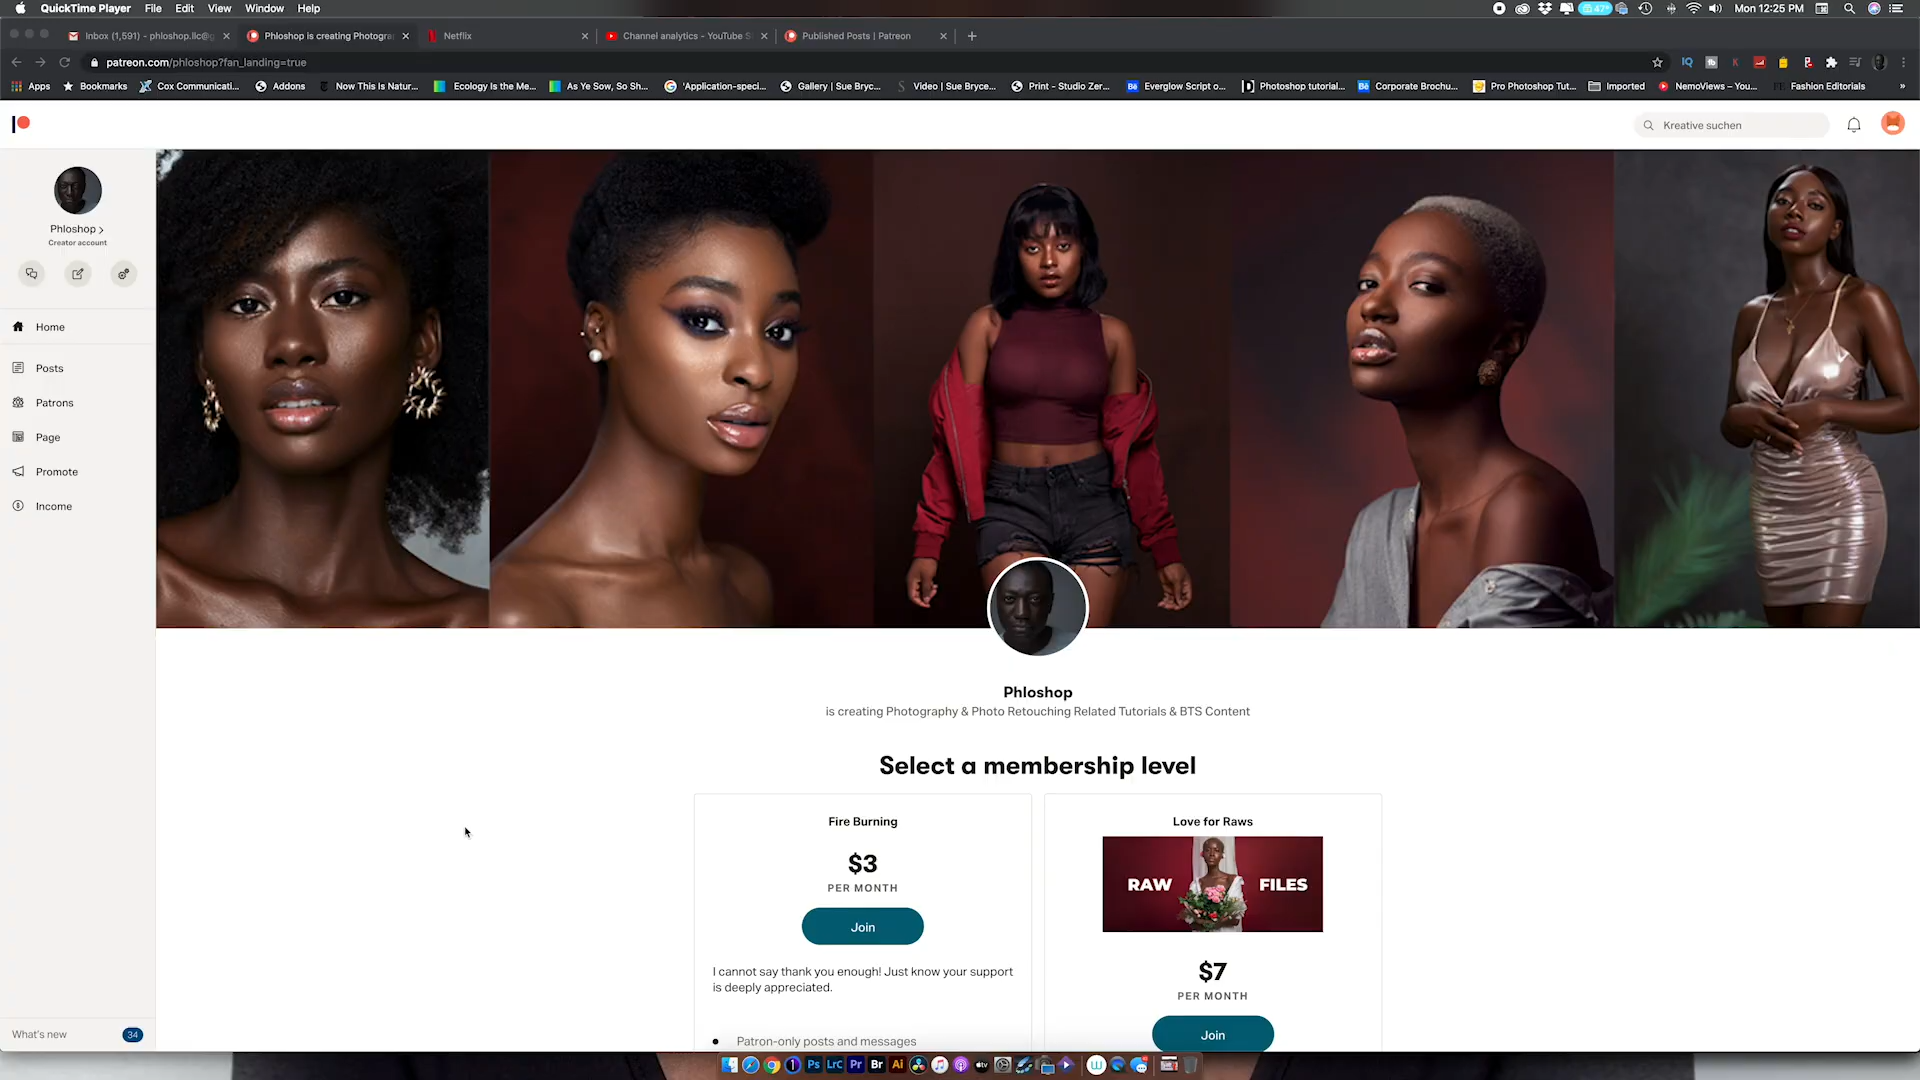 QuickTime Player File Edit View Window Help
47°
Mon 12:25 PM
Inbox (1,591) - phloshop.llc@g
Phloshop is creating Photogra
Netflix
Channel analytics - YouTube S
Published Posts | Patreon
patreon.com/phloshop?fan_landing=true
Apps
Bookmarks
Cox Communicati...
Addons
Now This Is Natur...
Ecology Is the Me...
As Ye Sow, So Sh...
'Application-speci...
Gallery | Sue Bryc...
Video | Sue Bryce...
Print - Studio Zer...
Everglow Script o...
Photoshop tutorial...
Corporate Brochu...
Pro Photoshop Tut...
Imported
NemoViews – You...
Fashion Editorials
»
Kreative suchen
Phloshop >
Creator account
Home
Posts
Patrons
Page
Promote
Income
Phloshop
is creating Photography & Photo Retouching Related Tutorials & BTS Content
Select a membership level
Fire Burning
$3
PER MONTH
Join
I cannot say thank you enough! Just know your support
is deeply appreciated.
• Patron-only posts and messages
Love for Raws
RAW FILES
$7
PER MONTH
Join
What's new 34
Ps LrC Pr Br Ai
tv